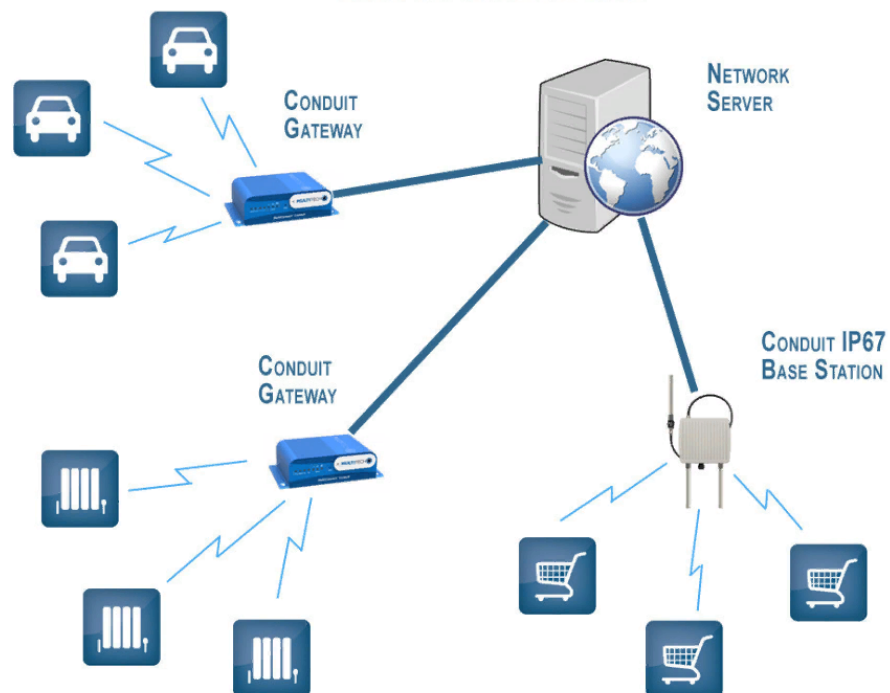 CONDUIT
GATEWAY
NETWORK
SERVER
CONDUIT
GATEWAY
CONDUIT IP67
BASE STATION